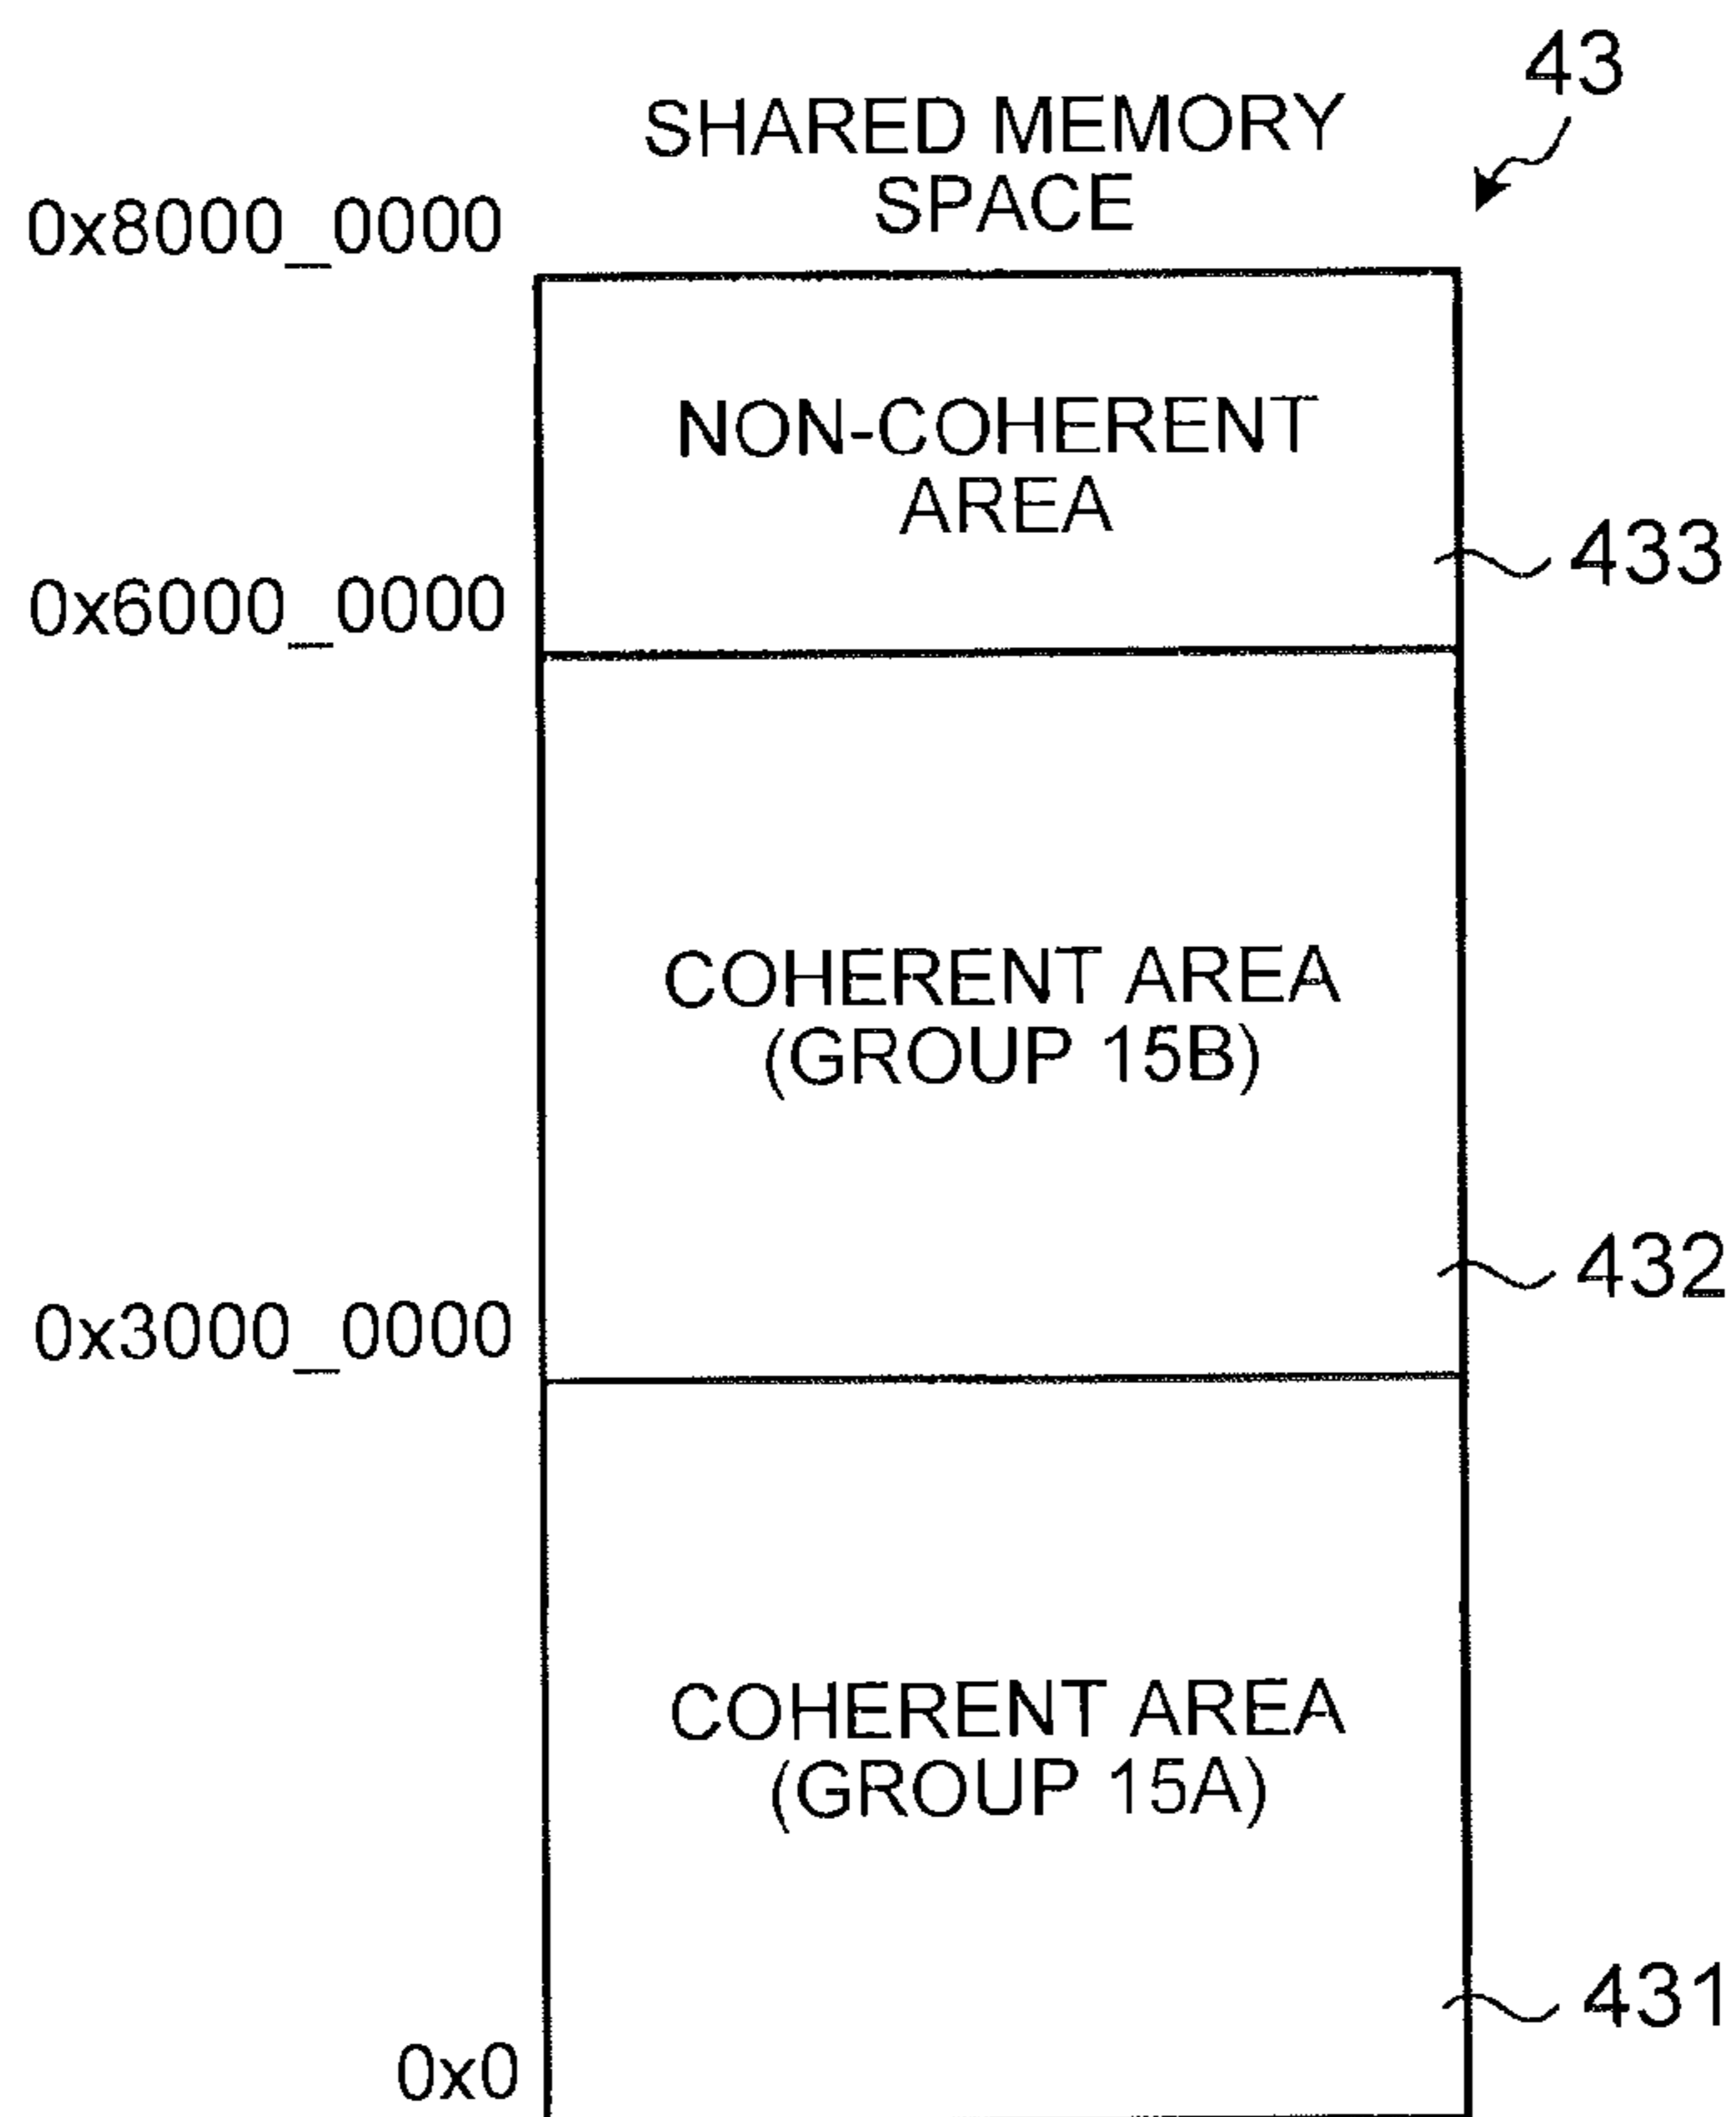 43
SHARED MEMORY
SPACE
0x8000_0000
NON-COHERENT
AREA
433
0x6000_0000
COHERENT AREA
(GROUP 15B)
432
0x3000_0000
COHERENT AREA
(GROUP 15A)
431
0x0